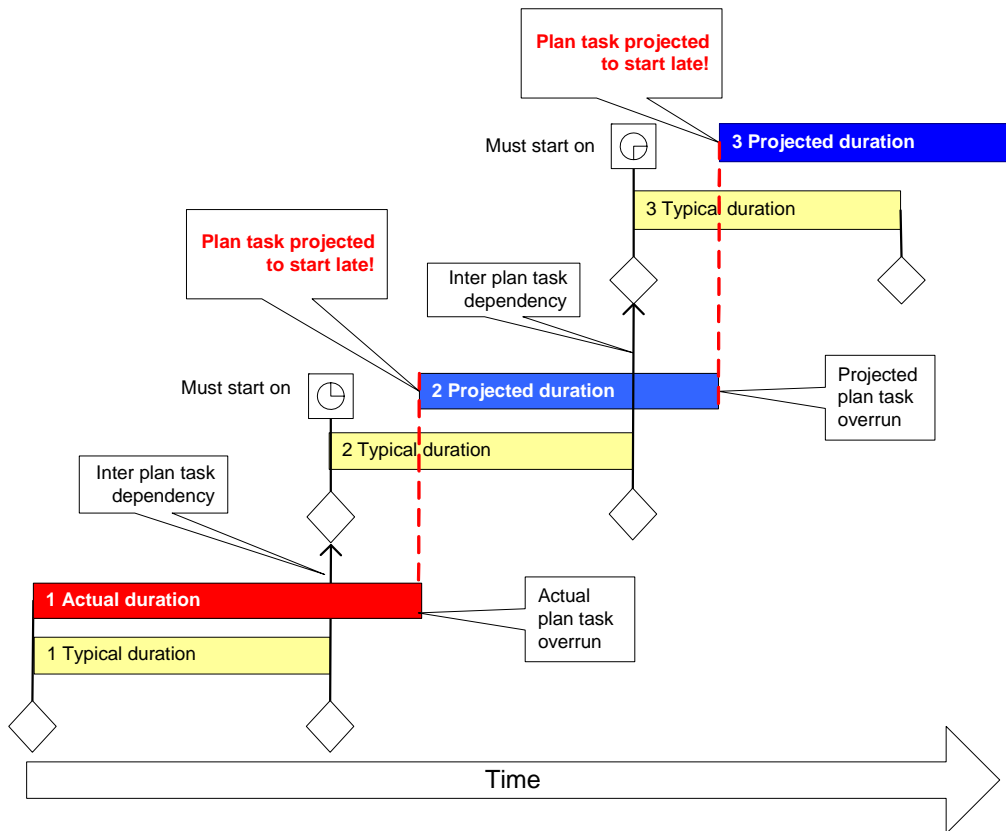 Plan task projected
to start late!
Must start on
3 Projected duration
3 Typical duration
Plan task projected
to start late!
Inter plan task
dependency
Must start on
2 Projected duration
Projected
plan task
overrun
2 Typical duration
Inter plan task
dependency
1 Actual duration
Actual
plan task
overrun
1 Typical duration
Time